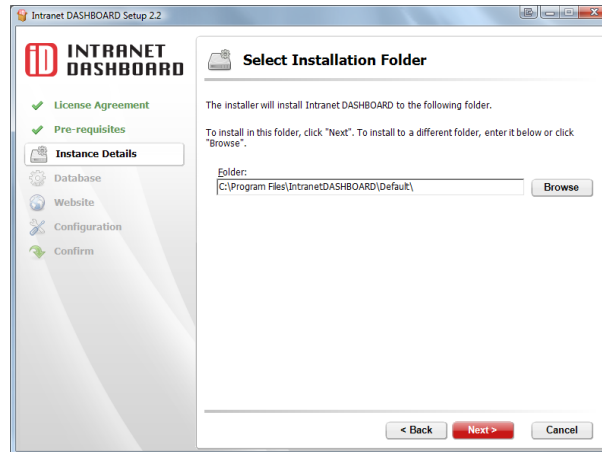 Intranet DASHBOARD Setup 2.2
iD INTRANET
DASHBOARD
License Agreement
Pre-requisites
Instance Details
Database
Website
Configuration
Confirm
Select Installation Folder
The installer will install Intranet DASHBOARD to the following folder.
To install in this folder, click "Next". To install to a different folder, enter it below or click
"Browse".
Folder:
C:\Program Files\IntranetDASHBOARD\Default\
Browse
< Back
Next >
Cancel